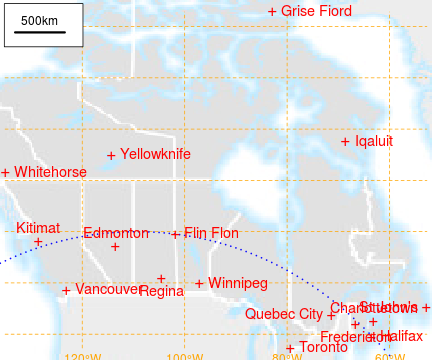 500km
Grise Fiord
Iqaluit
Yellowknife
Whitehorse
Kitimat
Edmonton
Flin Flon
Vancouver
Regina
Winnipeg
Quebec City
Charlottetown
St. John's
Fredericton
Halifax
Toronto
120°W
100°W
80°W
60°W